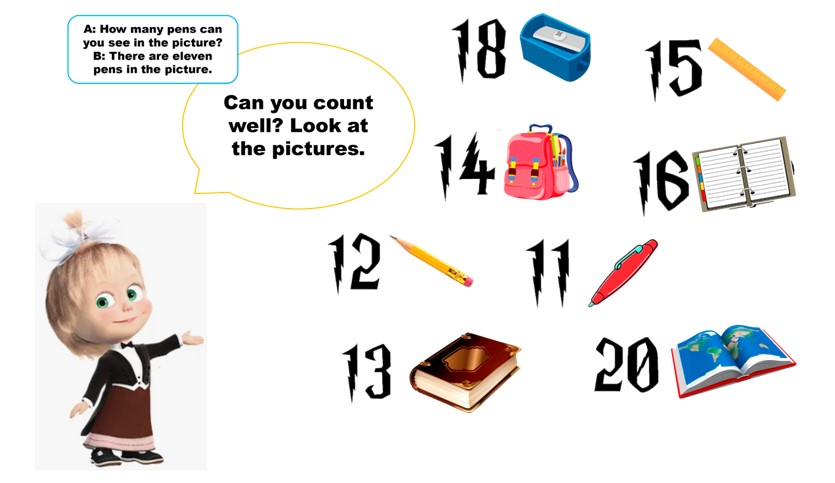 A: How many pens can
you see in the picture?
B: There are eleven
pens in the picture.
Can you count
well? Look at
the pictures.
18
15
14
16
12
11
13
20